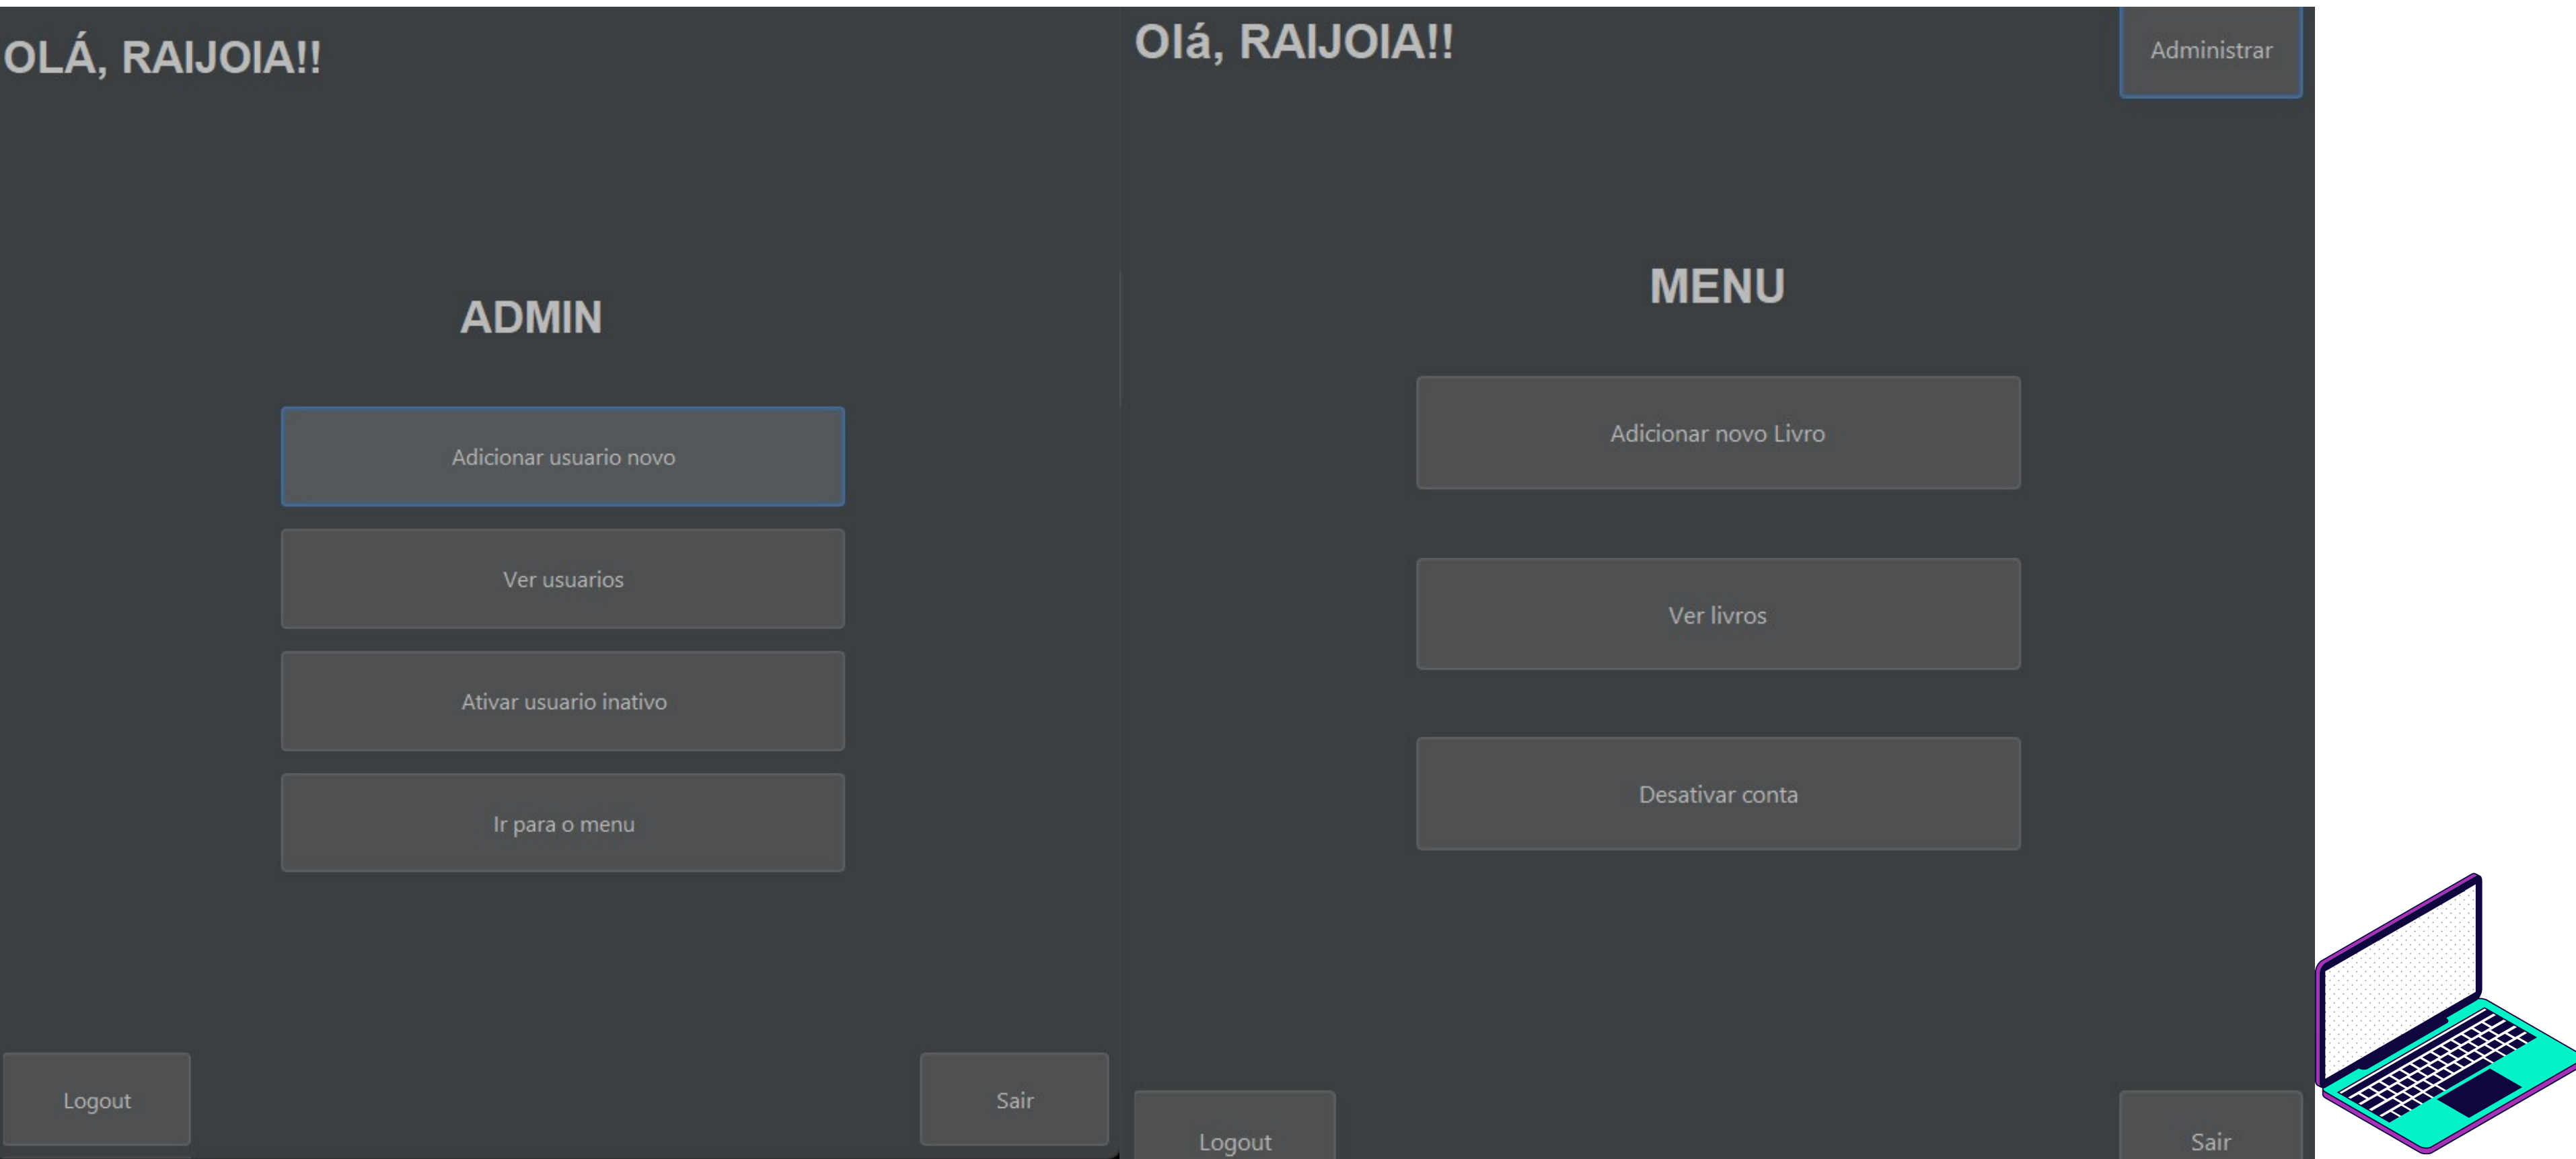 OLÁ, RAIJOIA!!
ADMIN
Adicionar usuario novo
Ver usuarios
Ativar usuario inativo
Ir para o menu
Logout
Sair
Olá, RAIJOIA!!
Administrar
MENU
Adicionar novo Livro
Ver livros
Desativar conta
Logout
Sair